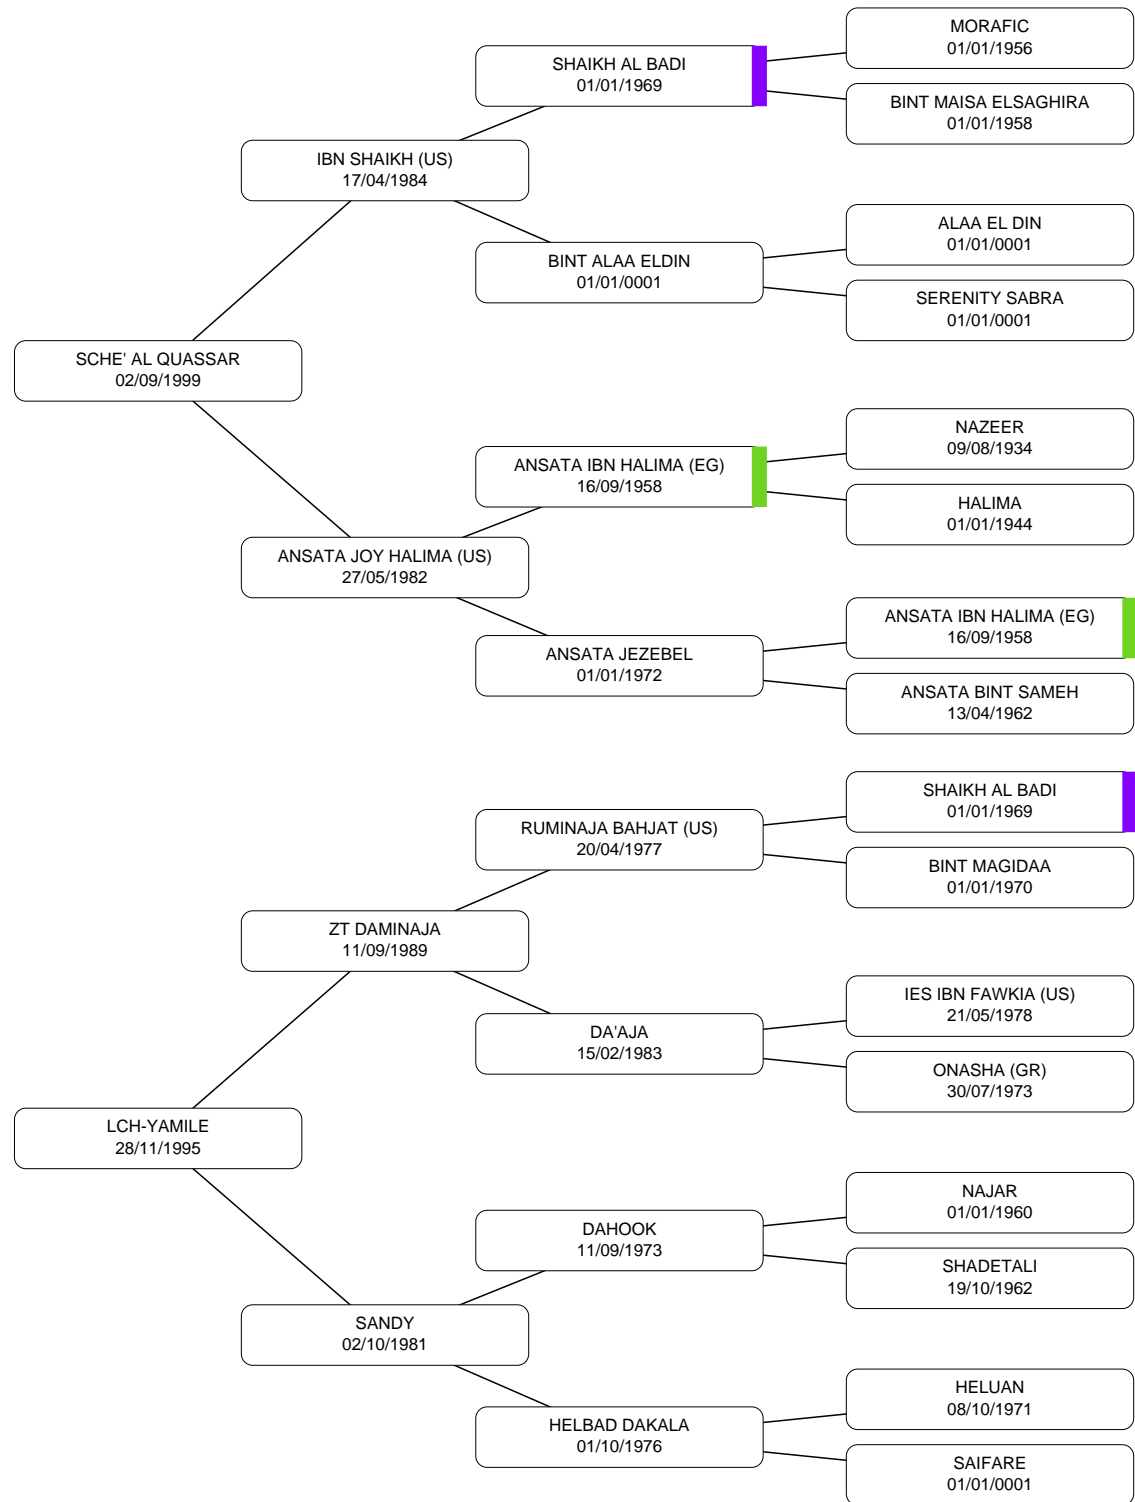 MORAFIC
01/01/1956
SHAIKH AL BADI
01/01/1969
BINT MAISA ELSAGHIRA
01/01/1958
IBN SHAIKH (US)
17/04/1984
ALAA EL DIN
01/01/0001
BINT ALAA ELDIN
01/01/0001
SERENITY SABRA
01/01/0001
SCHE' AL QUASSAR
02/09/1999
NAZEER
09/08/1934
ANSATA IBN HALIMA (EG)
16/09/1958
HALIMA
01/01/1944
ANSATA JOY HALIMA (US)
27/05/1982
ANSATA IBN HALIMA (EG)
16/09/1958
ANSATA JEZEBEL
01/01/1972
ANSATA BINT SAMEH
13/04/1962
SHAIKH AL BADI
01/01/1969
RUMINAJA BAHJAT (US)
20/04/1977
BINT MAGIDAA
01/01/1970
ZT DAMINAJA
11/09/1989
IES IBN FAWKIA (US)
21/05/1978
DA'AJA
15/02/1983
ONASHA (GR)
30/07/1973
LCH-YAMILE
28/11/1995
NAJAR
01/01/1960
DAHOOK
11/09/1973
SHADETALI
19/10/1962
SANDY
02/10/1981
HELUAN
08/10/1971
HELBAD DAKALA
01/10/1976
SAIFARE
01/01/0001